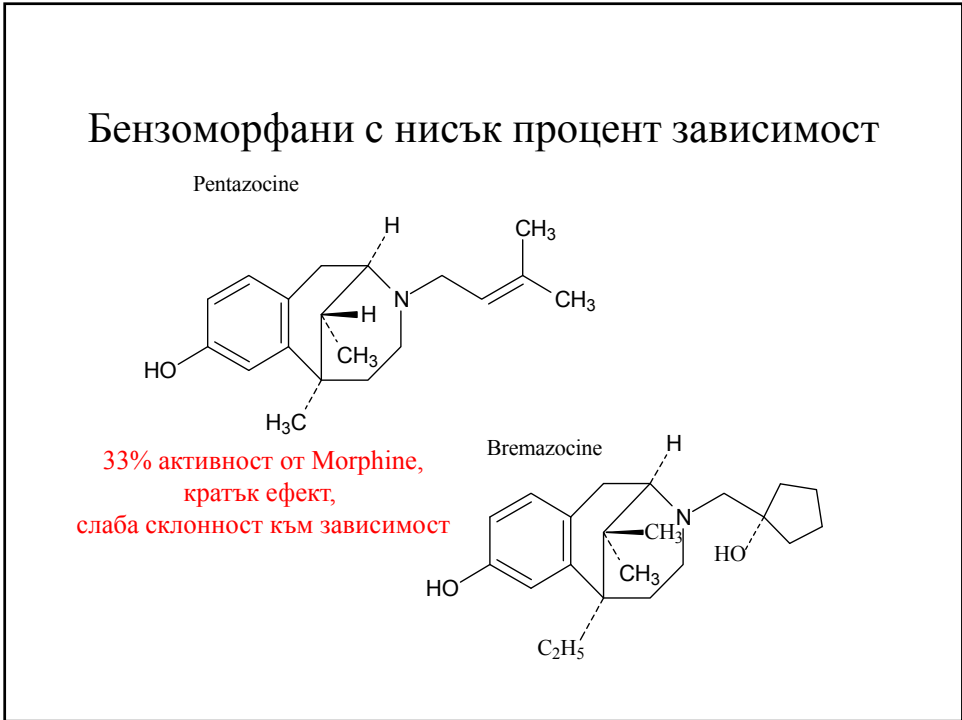 Бензоморфани с нисък процент зависимост
Pentazocine
H
CH3
N
H
CH3
CH3
HO
H3C
33% активност от Morphine,
кратък ефект,
слаба склонност към зависимост
Bremazocine
H
N
CH3
HO
CH3
HO
C2H5